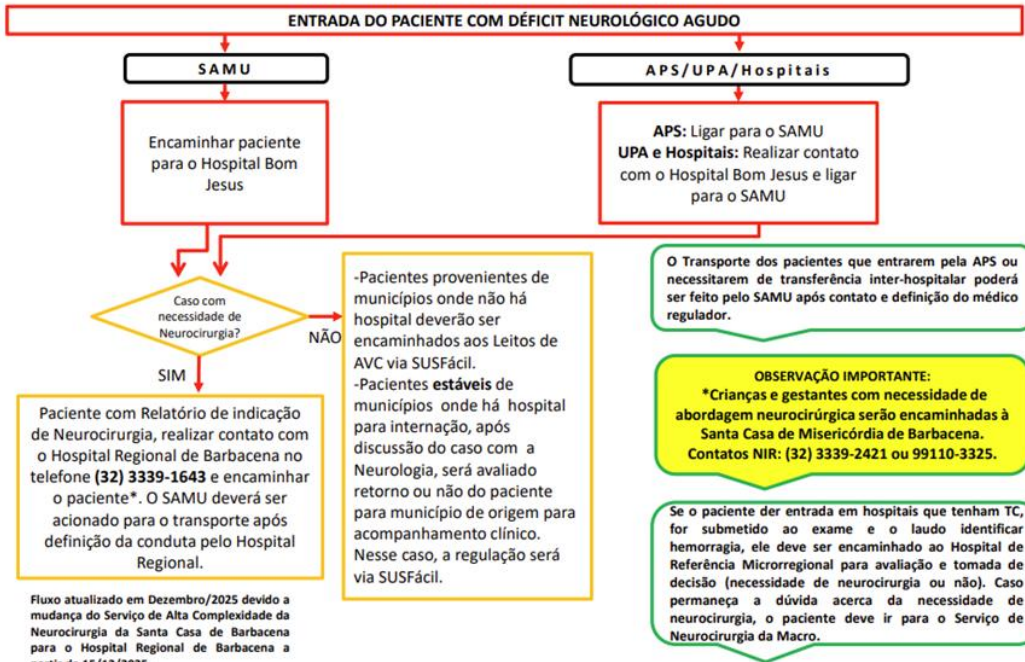 ENTRADA DO PACIENTE COM DÉFICIT NEUROLÓGICO AGUDO
SAMU
APS/UPA/Hospitais
Encaminhar paciente
para o Hospital Bom
Jesus
APS: Ligar para o SAMU
UPA e Hospitais: Realizar contato
com o Hospital Bom Jesus e ligar
para o SAMU
Caso com
necessidade de
Neurocirurgia?
NÃO
SIM
-Pacientes provenientes de
municípios onde não há
hospital deverão ser
encaminhados aos Leitos de
AVC via SUSFácil.
-Pacientes estáveis de
municípios onde há hospital
para internação, após
discussão do caso com a
Neurologia, será avaliado
retorno ou não do paciente
para município de origem para
acompanhamento clínico.
Nesse caso, a regulação será
via SUSFácil.
Paciente com Relatório de indicação
de Neurocirurgia, realizar contato com
o Hospital Regional de Barbacena no
telefone (32) 3339-1643 e encaminhar
o paciente*. O SAMU deverá ser
acionado para o transporte após
definição da conduta pelo Hospital
Regional.
O Transporte dos pacientes que entrarem pela APS ou
necessitarem de transferência inter-hospitalar poderá
ser feito pelo SAMU após contato e definição do médico
regulador.
OBSERVAÇÃO IMPORTANTE:
*Crianças e gestantes com necessidade de
abordagem neurocirúrgica serão encaminhadas à
Santa Casa de Misericórdia de Barbacena.
Contatos NIR: (32) 3339-2421 ou 99110-3325.
Se o paciente der entrada em hospitais que tenham TC,
for submetido ao exame e o laudo identificar
hemorragia, ele deve ser encaminhado ao Hospital de
Referência Microrregional para avaliação e tomada de
decisão (necessidade de neurocirurgia ou não). Caso
permaneça a dúvida acerca da necessidade de
neurocirurgia, o paciente deve ir para o Serviço de
Neurocirurgia da Macro.
Fluxo atualizado em Dezembro/2025 devido a
mudança do Serviço de Alta Complexidade da
Neurocirurgia da Santa Casa de Barbacena
para o Hospital Regional de Barbacena a